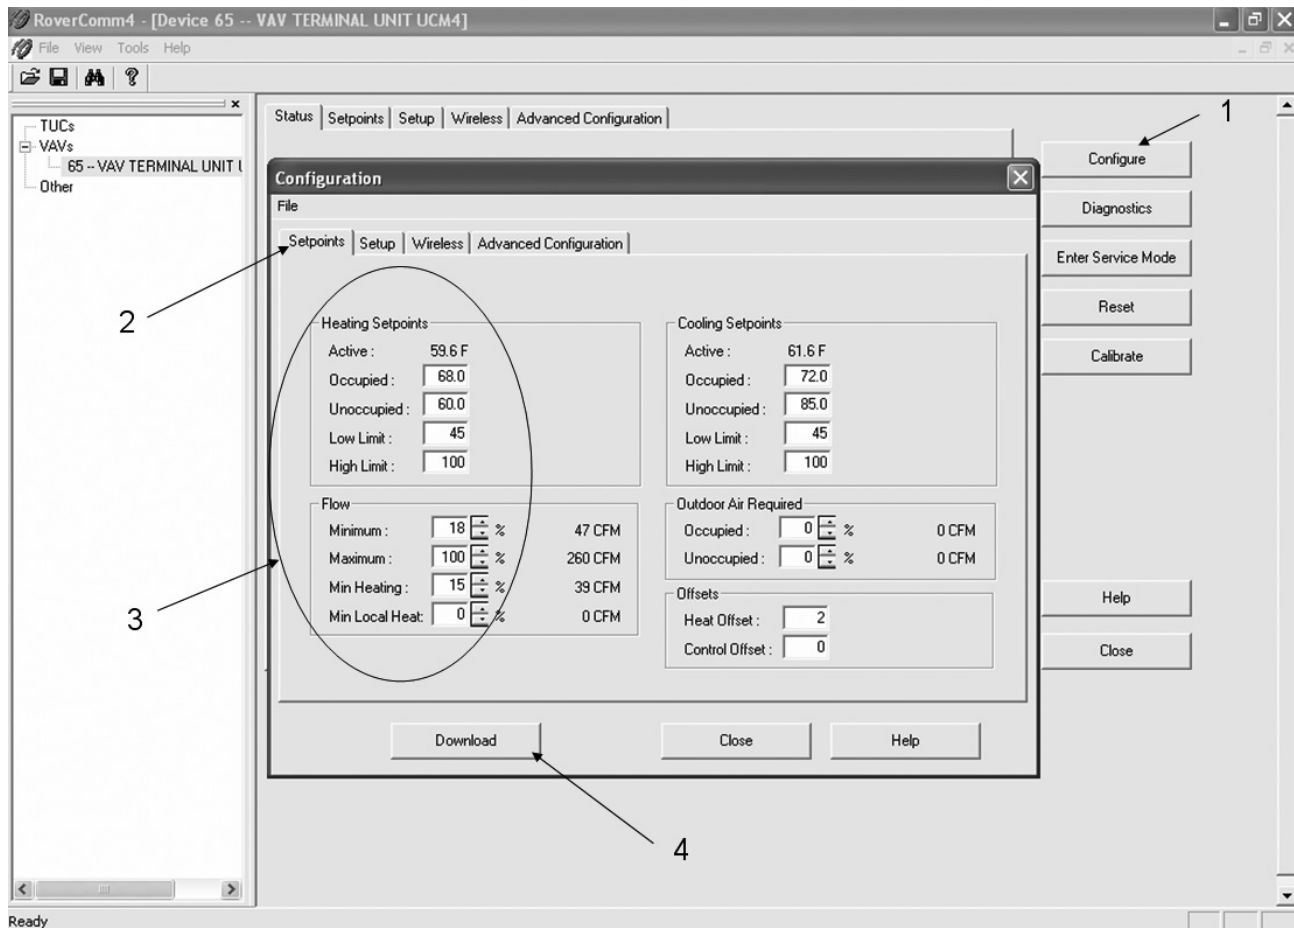 RoverComm4 - [Device 65 -- VAV TERMINAL UNIT UCM4]
File View Tools Help
TUCs
VAVs
65 -- VAV TERMINAL UNIT U
Other
Status Setpoints Setup Wireless Advanced Configuration
1
Configure
Diagnostics
Enter Service Mode
Reset
Calibrate
Help
Close
Configuration
File
Setpoints Setup Wireless Advanced Configuration
2
Heating Setpoints
Active : 59.6 F
Occupied : 68.0
Unoccupied : 60.0
Low Limit : 45
High Limit : 100
Cooling Setpoints
Active : 61.6 F
Occupied : 72.0
Unoccupied : 85.0
Low Limit : 45
High Limit : 100
Flow
Minimum : 18 % 47 CFM
Maximum : 100 % 260 CFM
Min Heating : 15 % 39 CFM
Min Local Heat: 0 % 0 CFM
3
Outdoor Air Required
Occupied : 0 % 0 CFM
Unoccupied : 0 % 0 CFM
Offsets
Heat Offset : 2
Control Offset : 0
Download Close Help
4
Ready